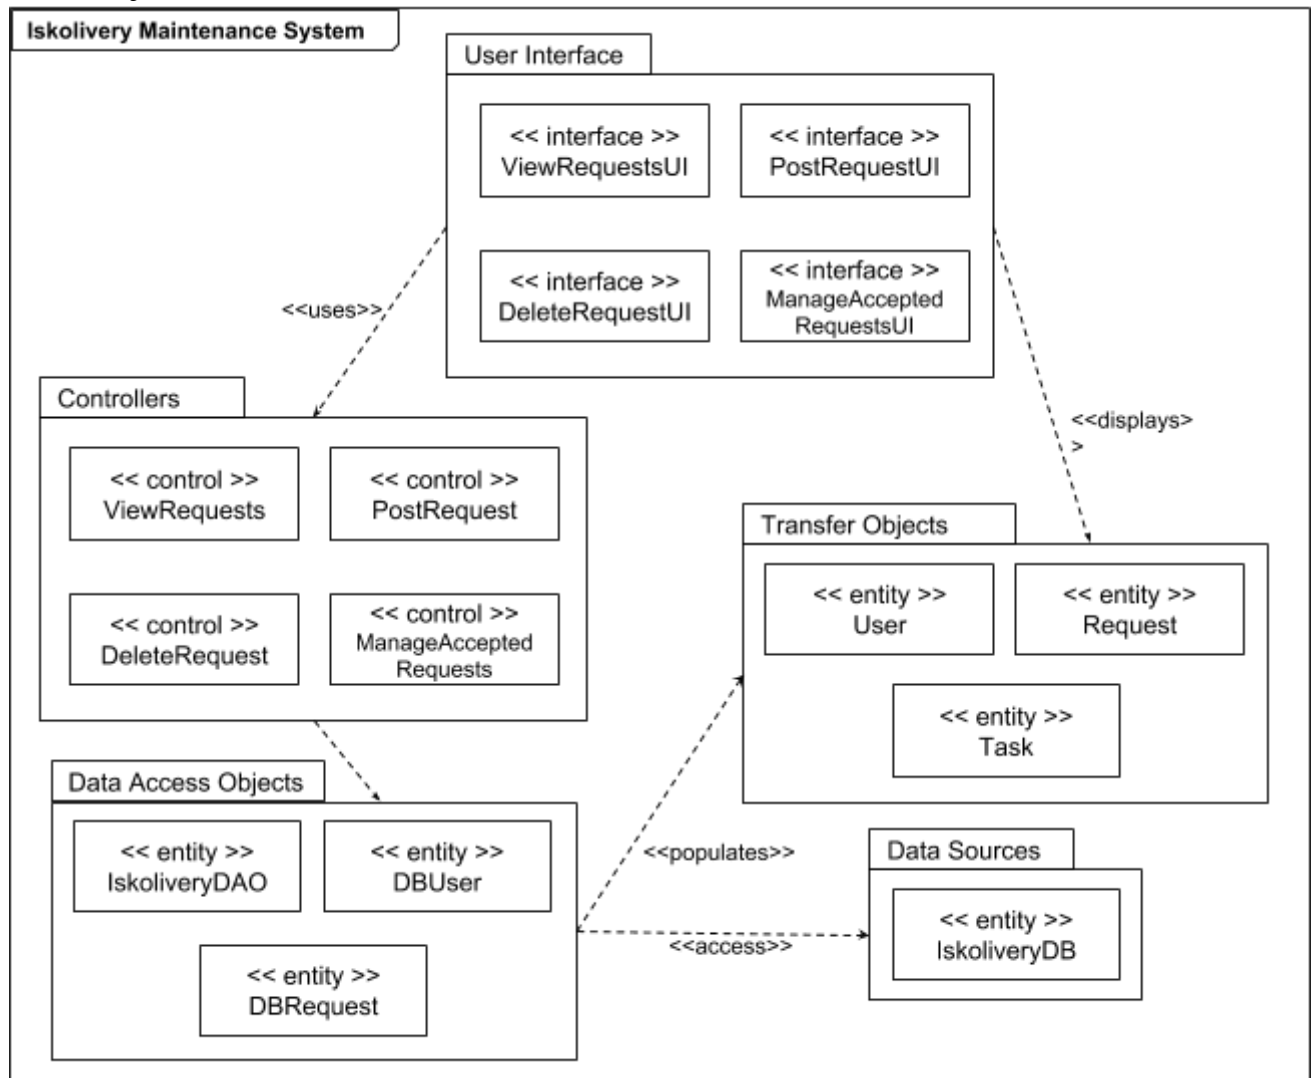 Iskolivery Maintenance System
User Interface
<< interface >>
ViewRequestsUI
<< interface >>
PostRequestUI
<< interface >>
DeleteRequestUI
<< interface >>
ManageAccepted
RequestsUI
<<uses>>
<<displays>
>
Controllers
<< control >>
ViewRequests
<< control >>
PostRequest
<< control >>
DeleteRequest
<< control >>
ManageAccepted
Requests
Transfer Objects
<< entity >>
User
<< entity >>
Request
<< entity >>
Task
Data Access Objects
<< entity >>
IskoliveryDAO
<< entity >>
DBUser
<< entity >>
DBRequest
<<populates>>
<<access>>
Data Sources
<< entity >>
IskoliveryDB